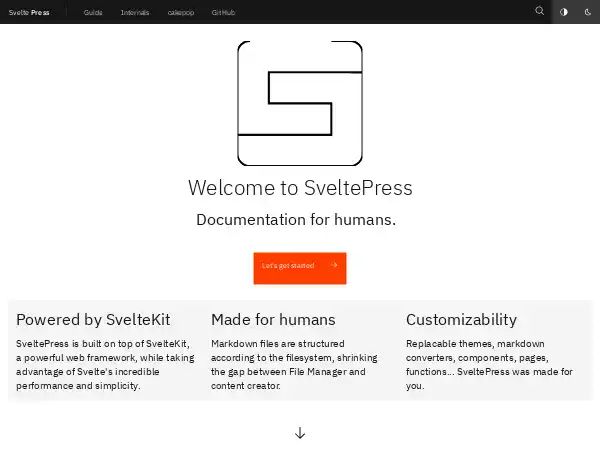 Svelte Press
Guide
Internals
cakepop
GitHub
Welcome to SveltePress
Documentation for humans.
Let's get started
Powered by SvelteKit
SveltePress is built on top of SvelteKit,
a powerful web framework, while taking
advantage of Svelte's incredible
performance and simplicity.
Made for humans
Markdown files are structured
according to the filesystem, shrinking
the gap between File Manager and
content creator.
Customizability
Replacable themes, markdown
converters, components, pages,
functions... SveltePress was made for
you.